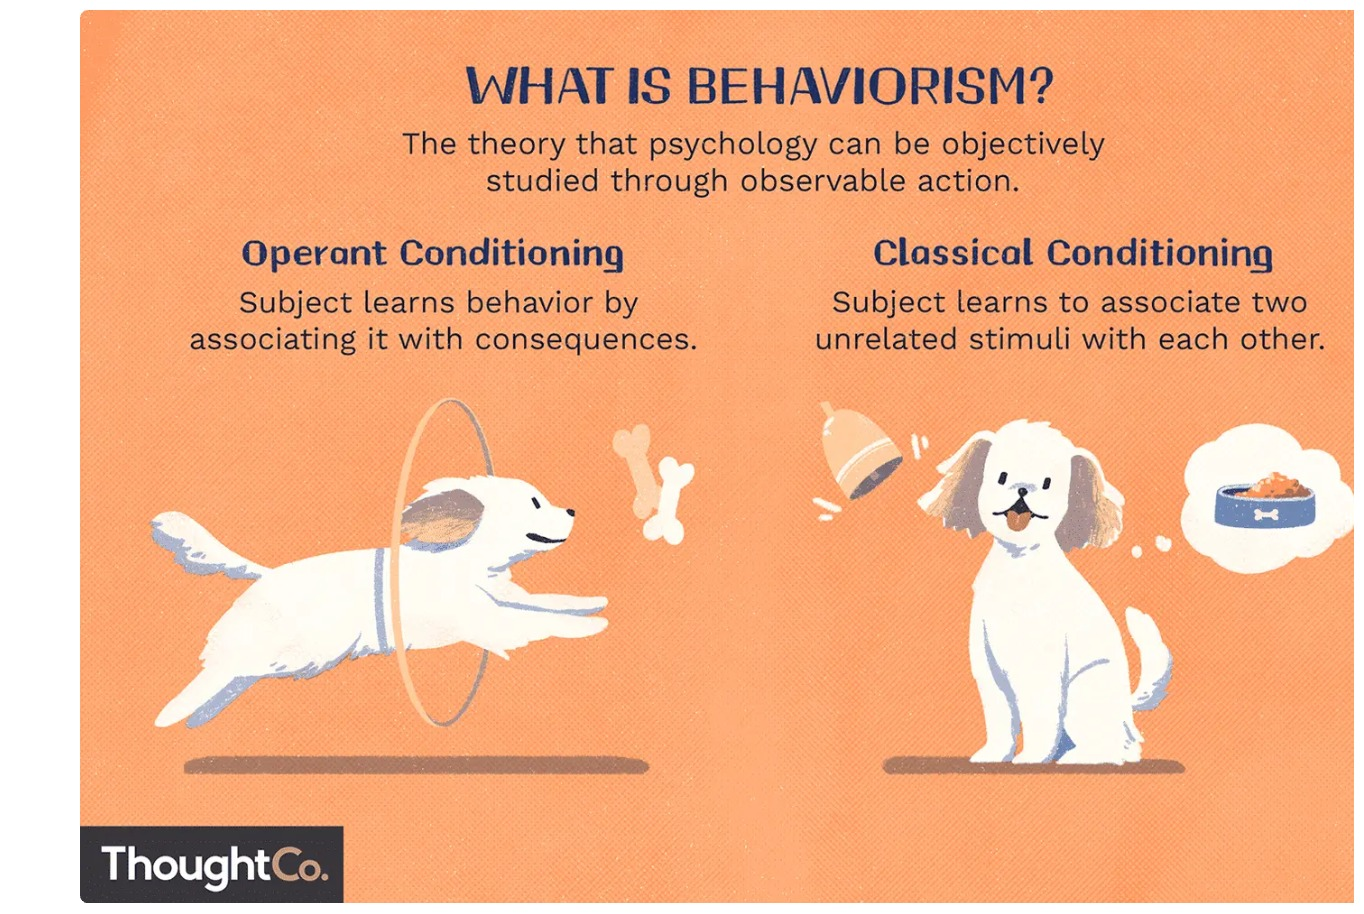 WHAT IS BEHAVIORISM?
The theory that psychology can be objectively
studied through observable action.
Operant Conditioning
Subject learns behavior by
associating it with consequences.
Classical Conditioning
Subject learns to associate two
unrelated stimuli with each other.
ThoughtCo.